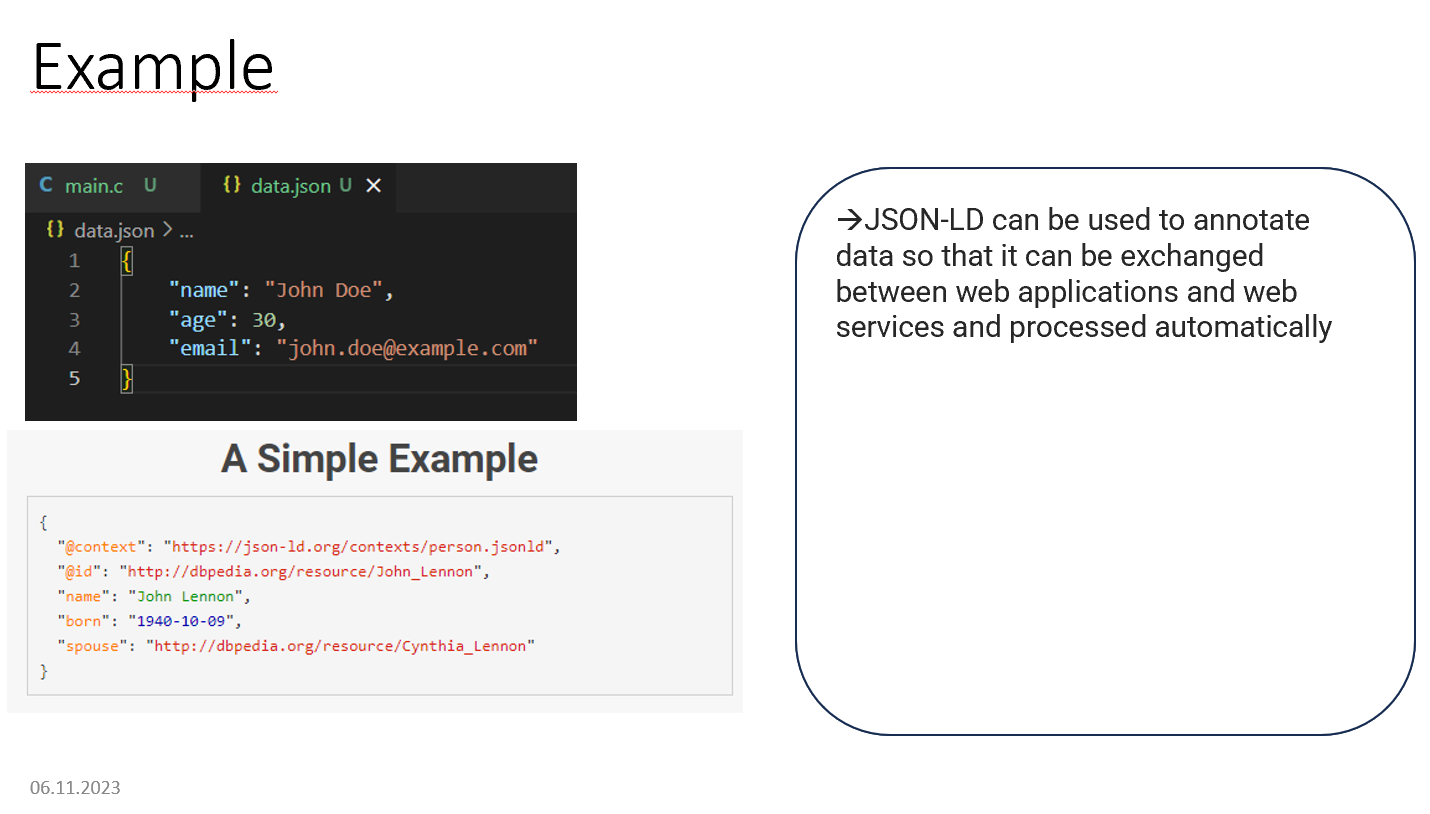 Example
C main.c U {} data.json U ×
{} data.json > ...
1 {
2 "name": "John Doe",
3 "age": 30,
4 "email": "john.doe@example.com"
5 }
A Simple Example
{
"@context": "https://json-ld.org/contexts/person.jsonld",
"@id": "http://dbpedia.org/resource/John_Lennon",
"name": "John Lennon",
"born": "1940-10-09",
"spouse": "http://dbpedia.org/resource/Cynthia_Lennon"
}
→JSON-LD can be used to annotate
data so that it can be exchanged
between web applications and web
services and processed automatically
06.11.2023